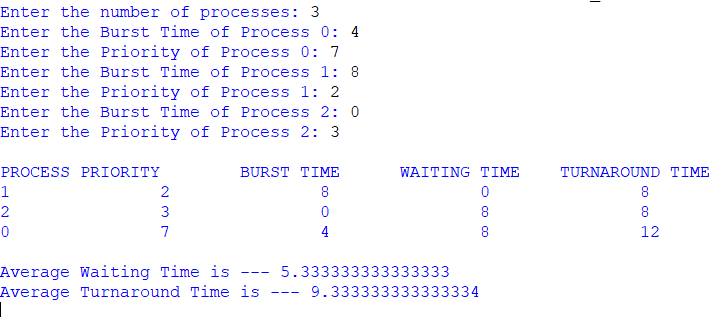 Enter the number of processes: 3
Enter the Burst Time of Process 0: 4
Enter the Priority of Process 0: 7
Enter the Burst Time of Process 1: 8
Enter the Priority of Process 1: 2
Enter the Burst Time of Process 2: 0
Enter the Priority of Process 2: 3
PROCESS PRIORITY BURST TIME WAITING TIME TURNAROUND TIME
1 2 8 0 8
2 3 0 8 8
0 7 4 8 12
Average Waiting Time is --- 5.333333333333333
Average Turnaround Time is --- 9.333333333333334